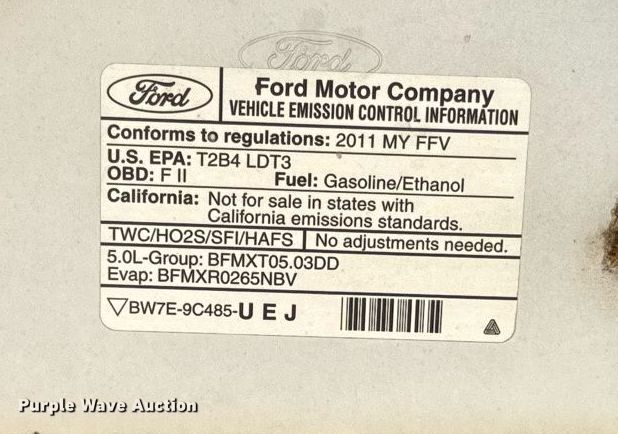 Ford
Ford
Ford Motor Company
VEHICLE EMISSION CONTROL INFORMATION
Conforms to regulations: 2011 MY FFV
U.S. EPA: T2B4 LDT3
OBD: F II Fuel: Gasoline/Ethanol
California: Not for sale in states with
California emissions standards.
TWC/HO2S/SFI/HAFS No adjustments needed.
5.0L-Group: BFMXT05.03DD
Evap: BFMXR0265NBV
▽BW7E-9C485-U E J
Purple Wave Auction